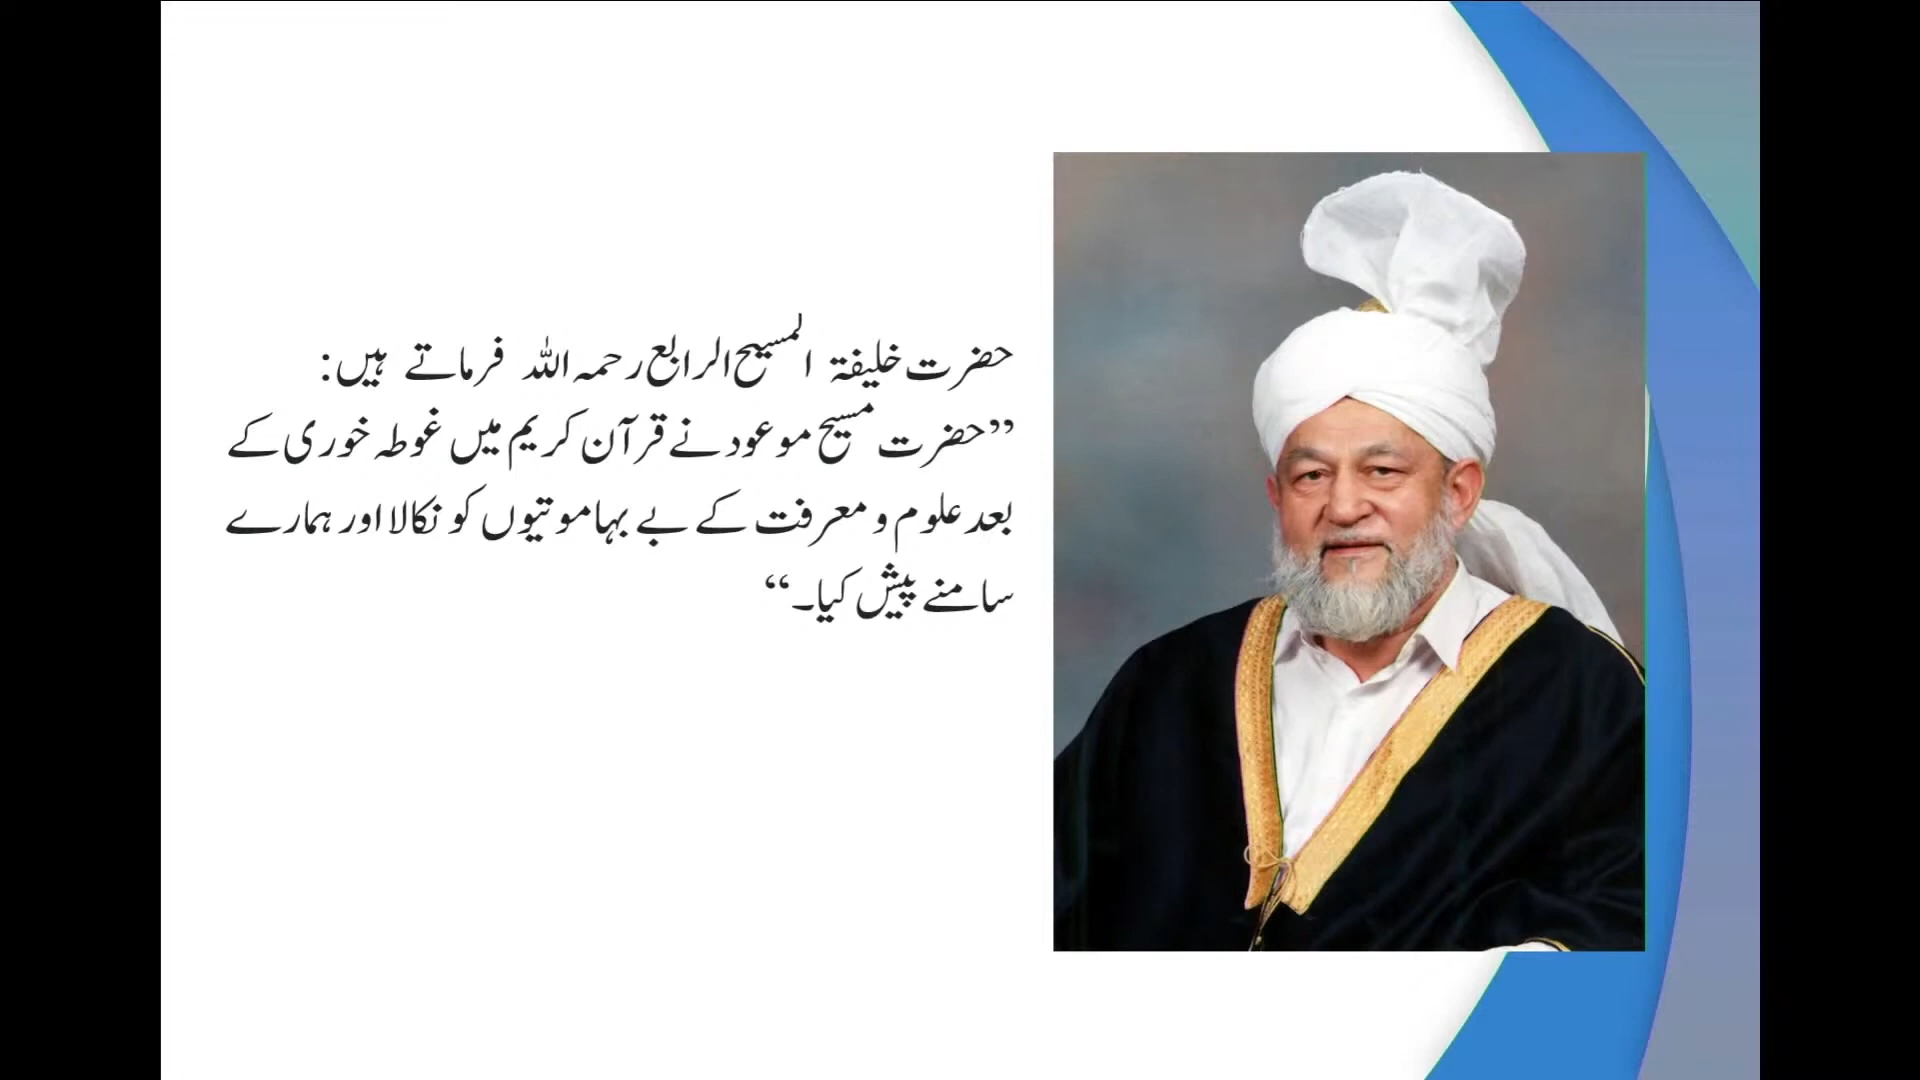 حضرت خلیفۃ المسیح الرابع رحمہ اللہ فرماتے ہیں:
”حضرت مسیح موعود نے قرآن کریم میں غوطہ خوری کے
بعد علوم و معرفت کے بے بہا موتیوں کو نکالا اور ہمارے
سامنے پیش کیا۔“